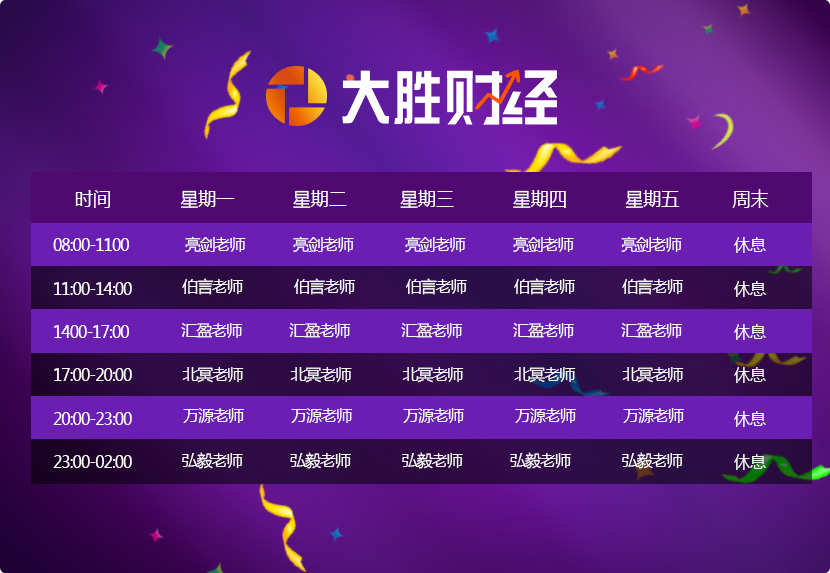 大胜财经
时间 星期一 星期二 星期三 星期四 星期五 周末
08:00-1100 亮剑老师 亮剑老师 亮剑老师 亮剑老师 亮剑老师 休息
11:00-14:00 伯言老师 伯言老师 伯言老师 伯言老师 伯言老师 休息
1400-17:00 汇盈老师 汇盈老师 汇盈老师 汇盈老师 汇盈老师 休息
17:00-20:00 北冥老师 北冥老师 北冥老师 北冥老师 北冥老师 休息
20:00-23:00 万源老师 万源老师 万源老师 万源老师 万源老师 休息
23:00-02:00 弘毅老师 弘毅老师 弘毅老师 弘毅老师 弘毅老师 休息